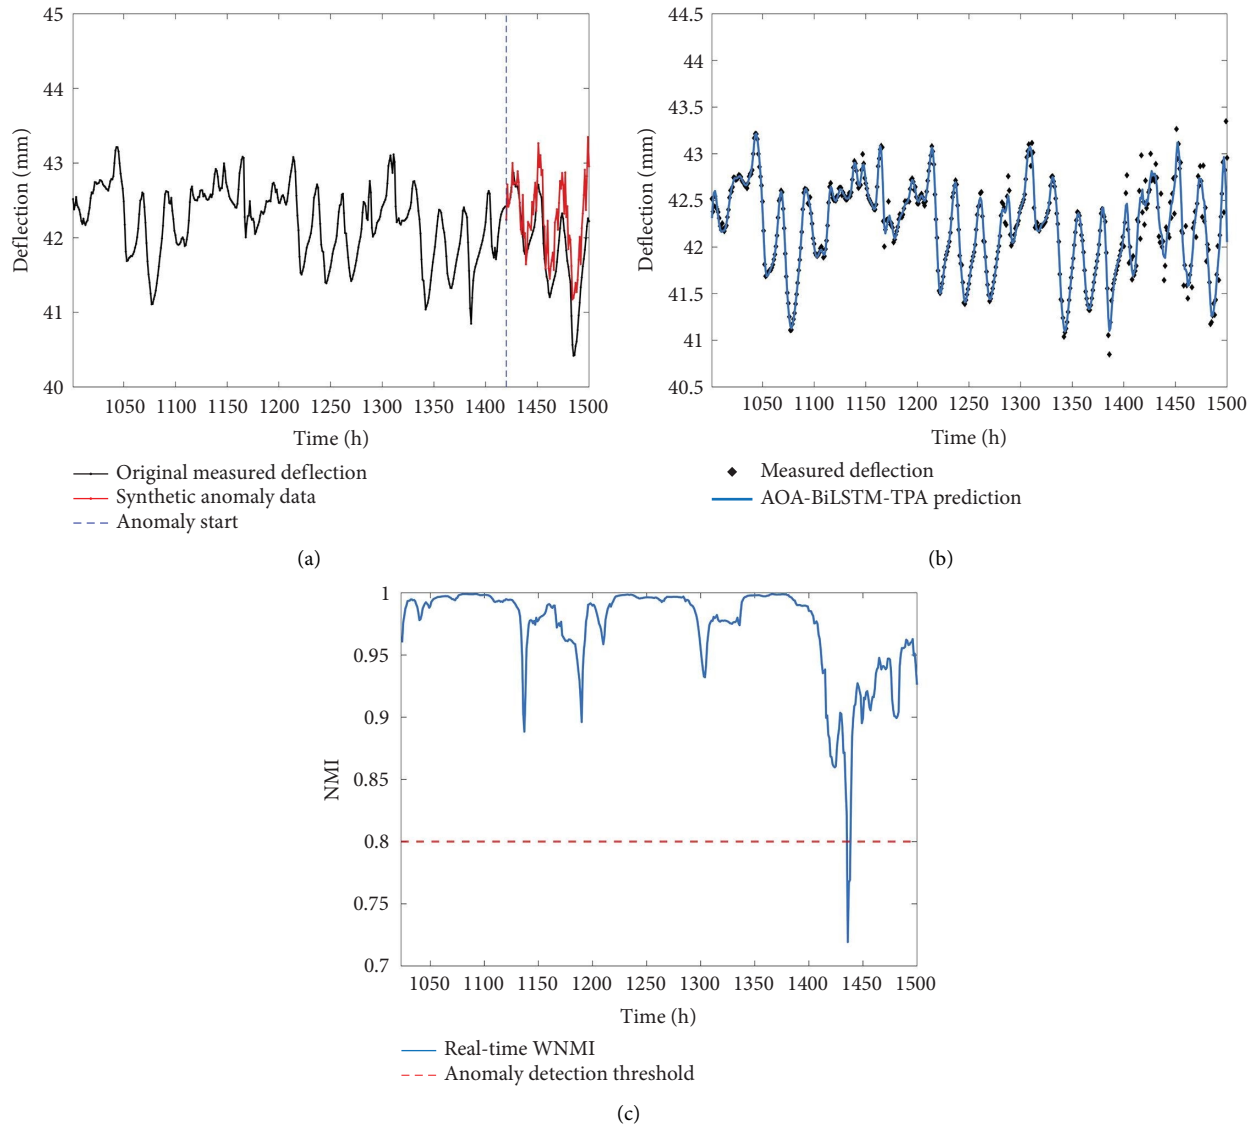 45
44
43
42
41
40
Deflection (mm)
1050 1100 1150 1200 1250 1300 1350 1400 1450 1500
Time (h)
Original measured deflection
Synthetic anomaly data
Anomaly start
(a)
44.5
44
43.5
43
42.5
42
41.5
41
40.5
Deflection (mm)
1050 1100 1150 1200 1250 1300 1350 1400 1450 1500
Time (h)
Measured deflection
AOA-BiLSTM-TPA prediction
(b)
1
0.95
0.9
0.85
0.8
0.75
0.7
NMI
1050 1100 1150 1200 1250 1300 1350 1400 1450 1500
Time (h)
Real-time WNMI
Anomaly detection threshold
(c)